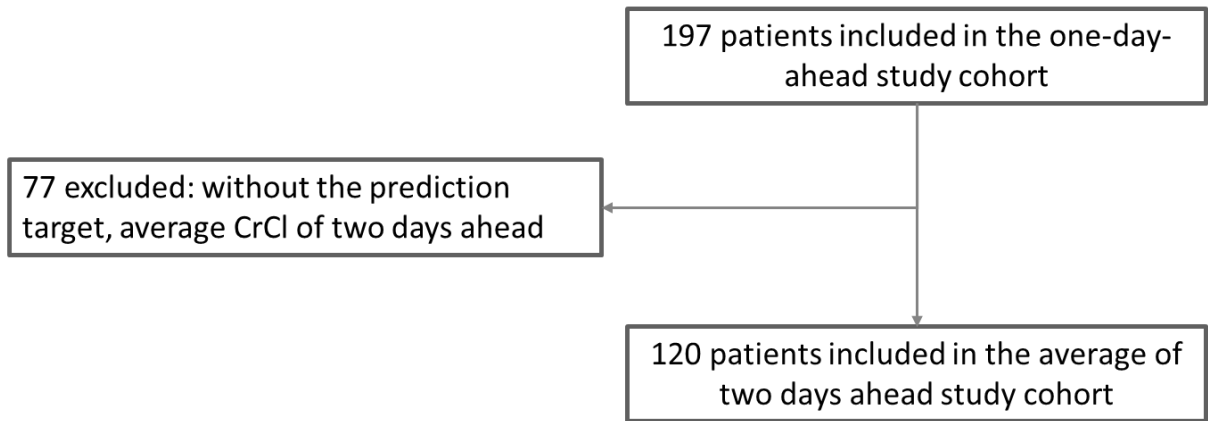 197 patients included in the one-day-
ahead study cohort
77 excluded: without the prediction
target, average CrCl of two days ahead
120 patients included in the average of
two days ahead study cohort